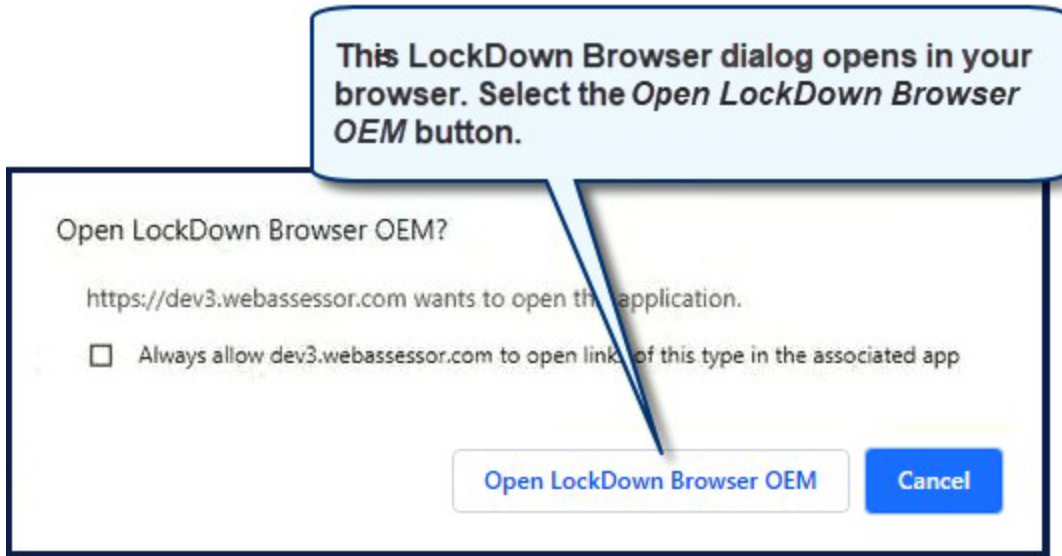 This LockDown Browser dialog opens in your
browser. Select the Open LockDown Browser
OEM button.
Open LockDown Browser OEM?
https://dev3.webassessor.com wants to open this application.
Always allow dev3.webassessor.com to open links of this type in the associated app
Open LockDown Browser OEM
Cancel